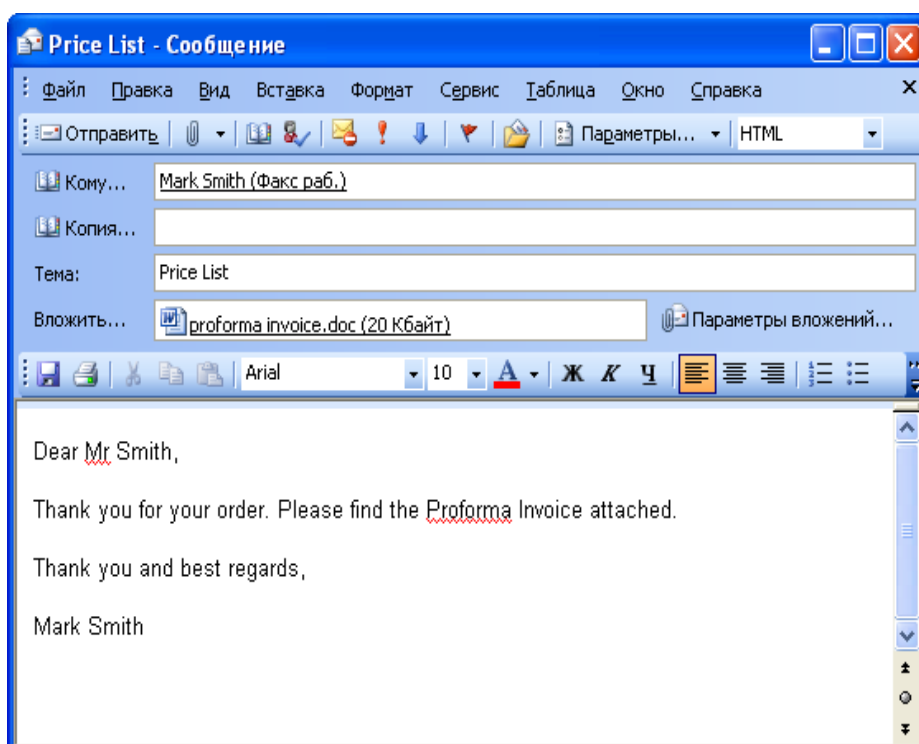 Price List - Сообщение
Файл Правка Вид Вставка Формат Сервис Таблица Окно Справка
Отправить Параметры... HTML
Кому... Mark Smith (Факс раб.)
Копия...
Тема: Price List
Вложить... proforma invoice.doc (20 Кбайт) Параметры вложений...
Arial 10 A Ж К Ч
Dear Mr Smith,
Thank you for your order. Please find the Proforma Invoice attached.
Thank you and best regards,
Mark Smith